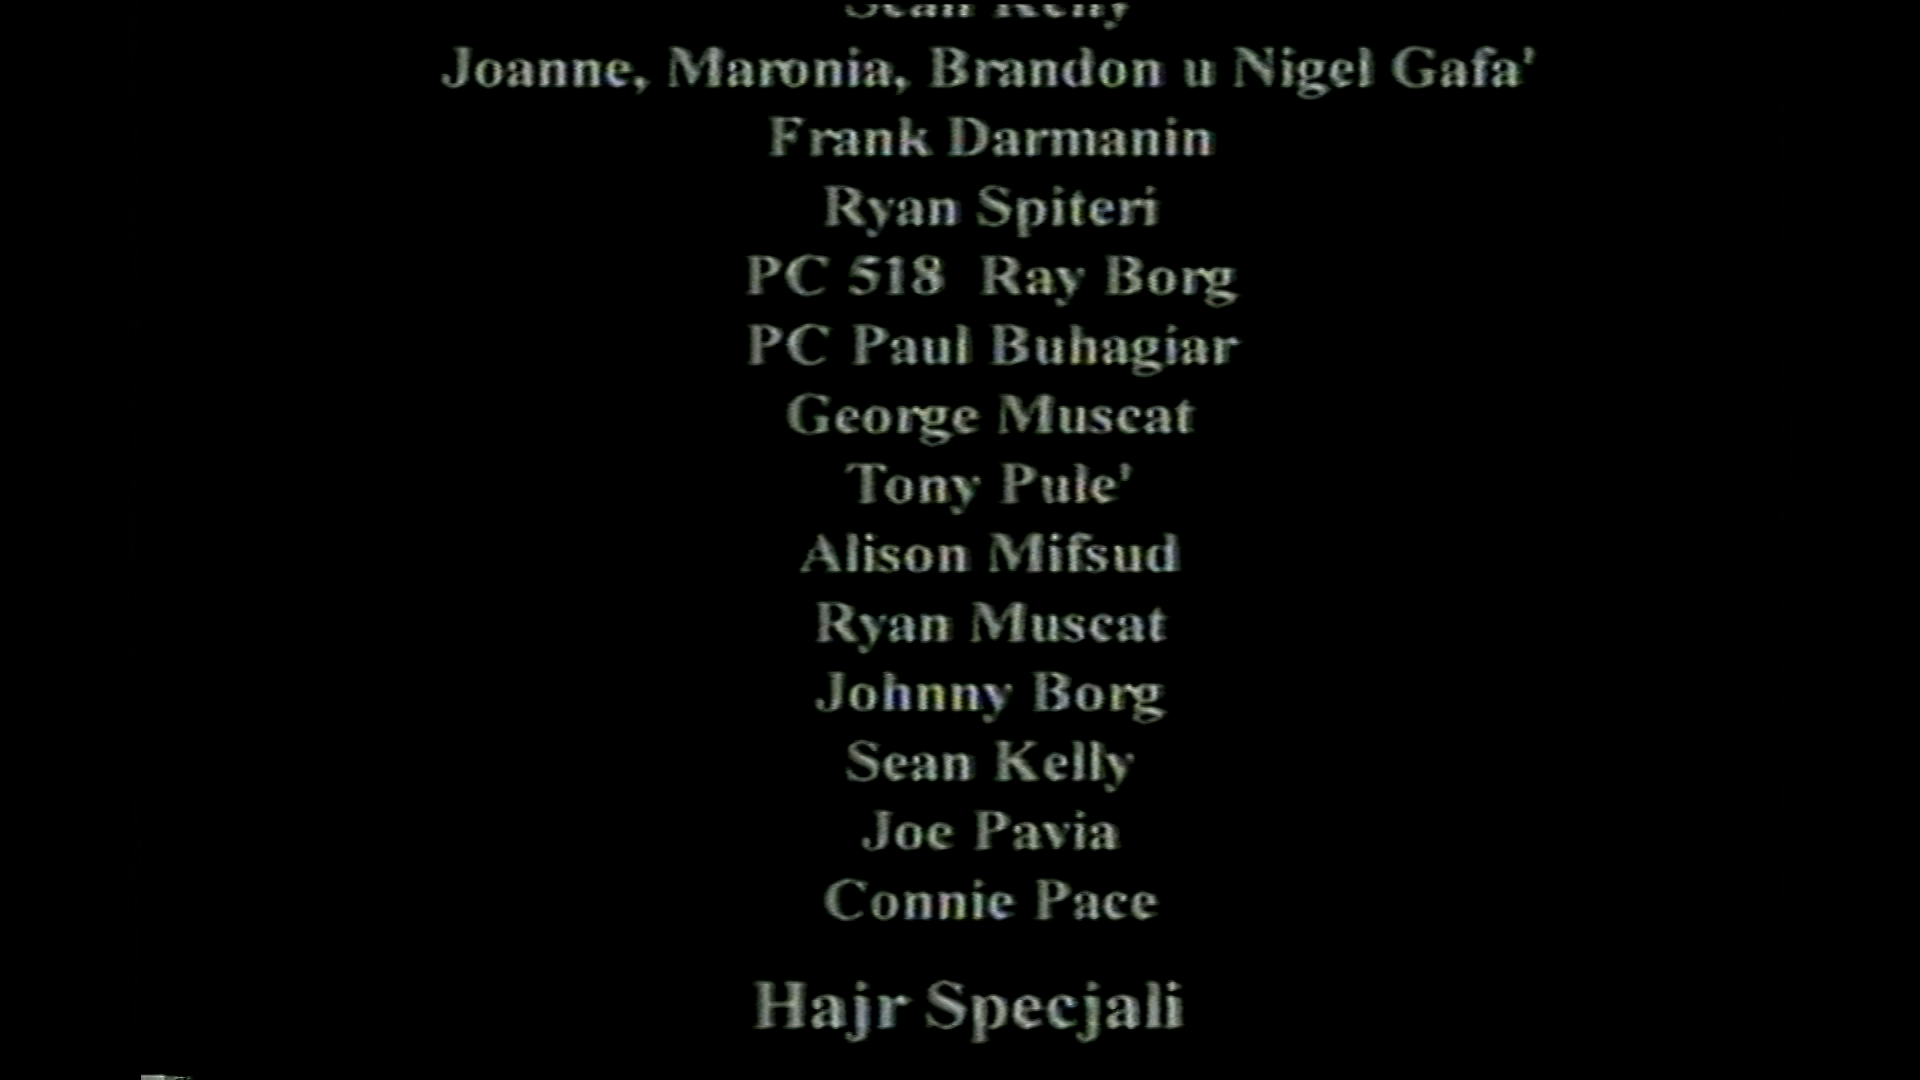 Sean Kelly
Joanne, Maronia, Brandon u Nigel Gafa'
Frank Darmanin
Ryan Spiteri
PC 518  Ray Borg
PC Paul Buhagiar
George Muscat
Tony Pule'
Alison Mifsud
Ryan Muscat
Johnny Borg
Sean Kelly
Joe Pavia
Connie Pace
Hajr Specjali